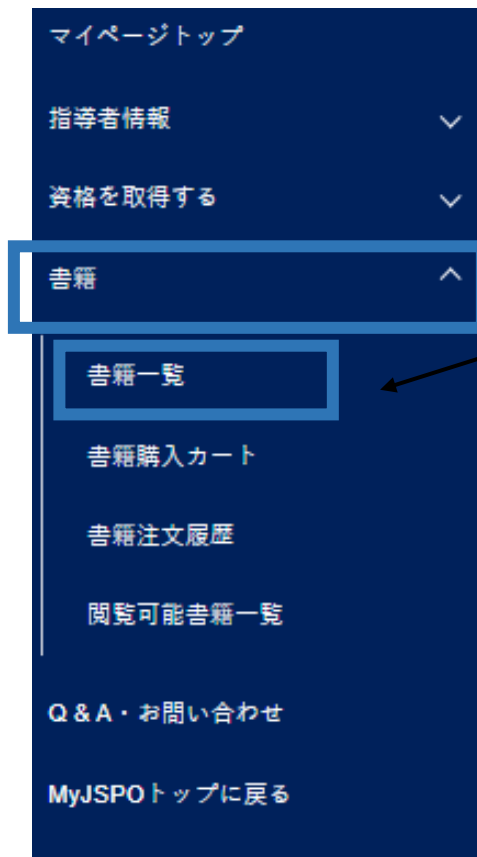 マイページトップ
指導者情報
資格を取得する
書籍
書籍一覧
書籍購入カート
書籍注文履歴
閲覧可能書籍一覧
Q & A・お問い合わせ
MyJSPOトップに戻る